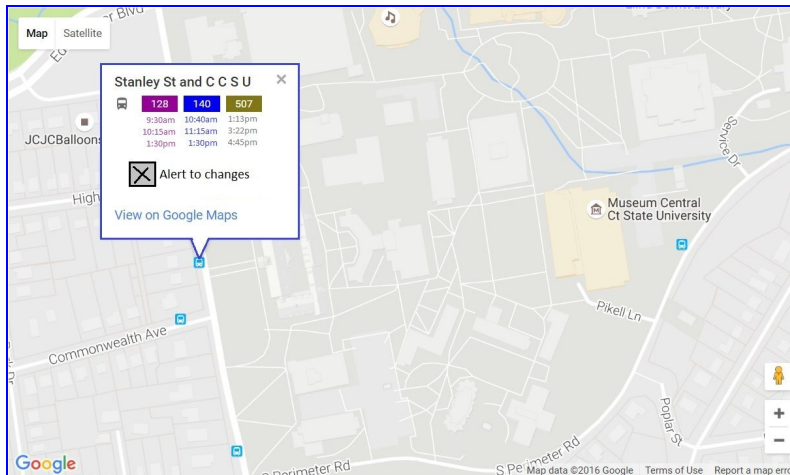 Map Satellite
Stanley St and C C S U
128 140 507
9:30am 10:40am 1:13pm
10:15am 11:15am 3:22pm
1:30pm 1:30pm 4:45pm
Alert to changes
View on Google Maps
JCJCBalloons
High
Commonwealth Ave
Service Dr
Museum Central
Ct State University
Pikell Ln
Poplar St
S Perimeter Rd
S Perimeter Rd
Google
Map data ©2016 Google Terms of Use Report a map erro